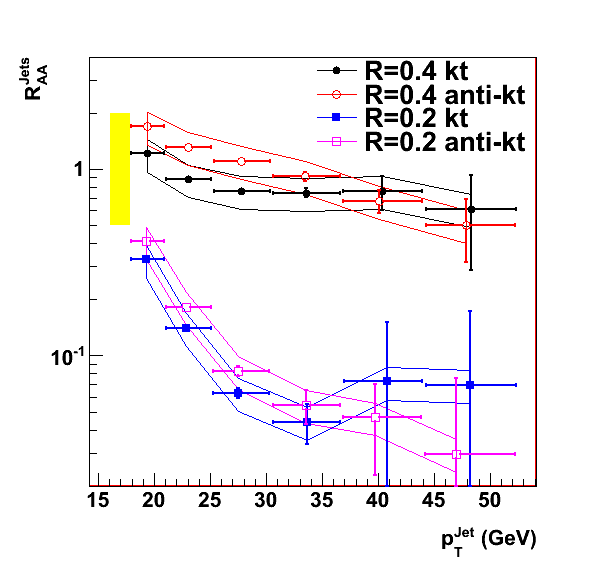 R_AA^Jets
R=0.4 kt
R=0.4 anti-kt
R=0.2 kt
R=0.2 anti-kt
1
10^-1
15 20 25 30 35 40 45 50
p_T^Jet (GeV)